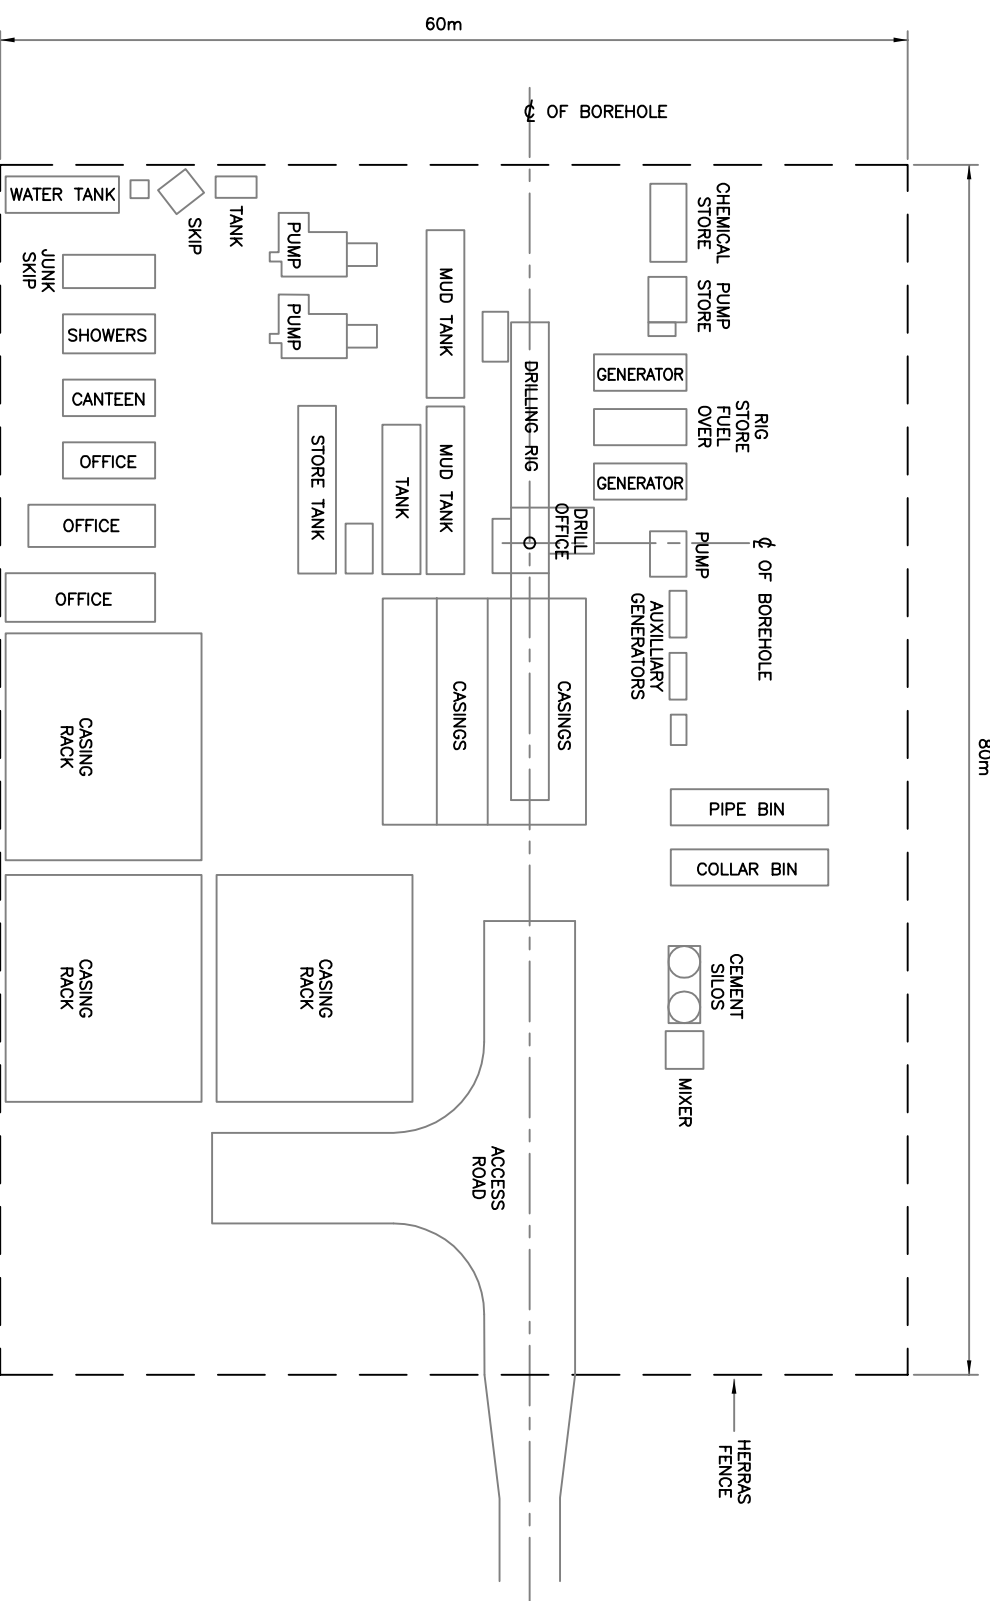 60m
℄ OF BOREHOLE
WATER TANK
SKIP
TANK
JUNK
SKIP
PUMP
PUMP
MUD TANK
CHEMICAL
STORE
PUMP
STORE
SHOWERS
CANTEEN
OFFICE
OFFICE
OFFICE
STORE TANK
TANK
MUD TANK
DRILLING RIG
GENERATOR
RIG
STORE
FUEL
OVER
GENERATOR
DRILL
OFFICE
PUMP
℄ OF BOREHOLE
AUXILLIARY
GENERATORS
80m
CASING
RACK
CASINGS
CASINGS
PIPE BIN
COLLAR BIN
CASING
RACK
CASING
RACK
CEMENT
SILOS
MIXER
ACCESS
ROAD
HERRAS
FENCE